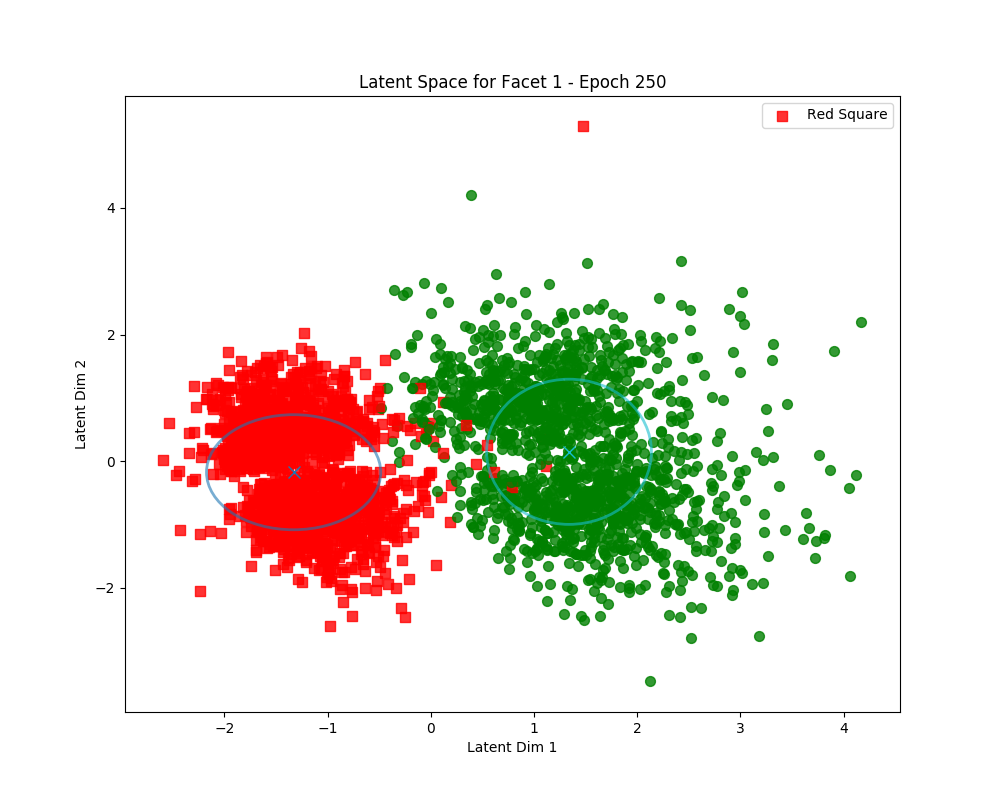 Latent Space for Facet 1 - Epoch 250
Red Square
Latent Dim 2
4
2
0
−2
−2
−1
0
1
2
3
4
Latent Dim 1